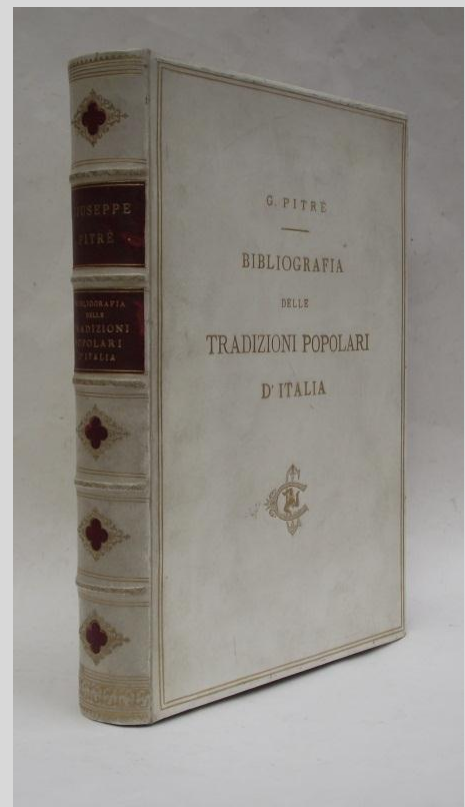 GIUSEPPE
PITRÈ
BIBLIOGRAFIA
DELLE
TRADIZIONI
POPOLARI
D'ITALIA
G. PITRÈ
BIBLIOGRAFIA
DELLE
TRADIZIONI POPOLARI
D'ITALIA